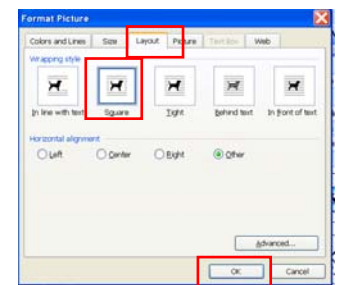 Format Picture
Colors and Lines Size Layout Picture Text Box Web
Wrapping style
In line with text Square Tight Behind text In front of text
Horizontal alignment
Left Center Right Other
Advanced...
OK Cancel